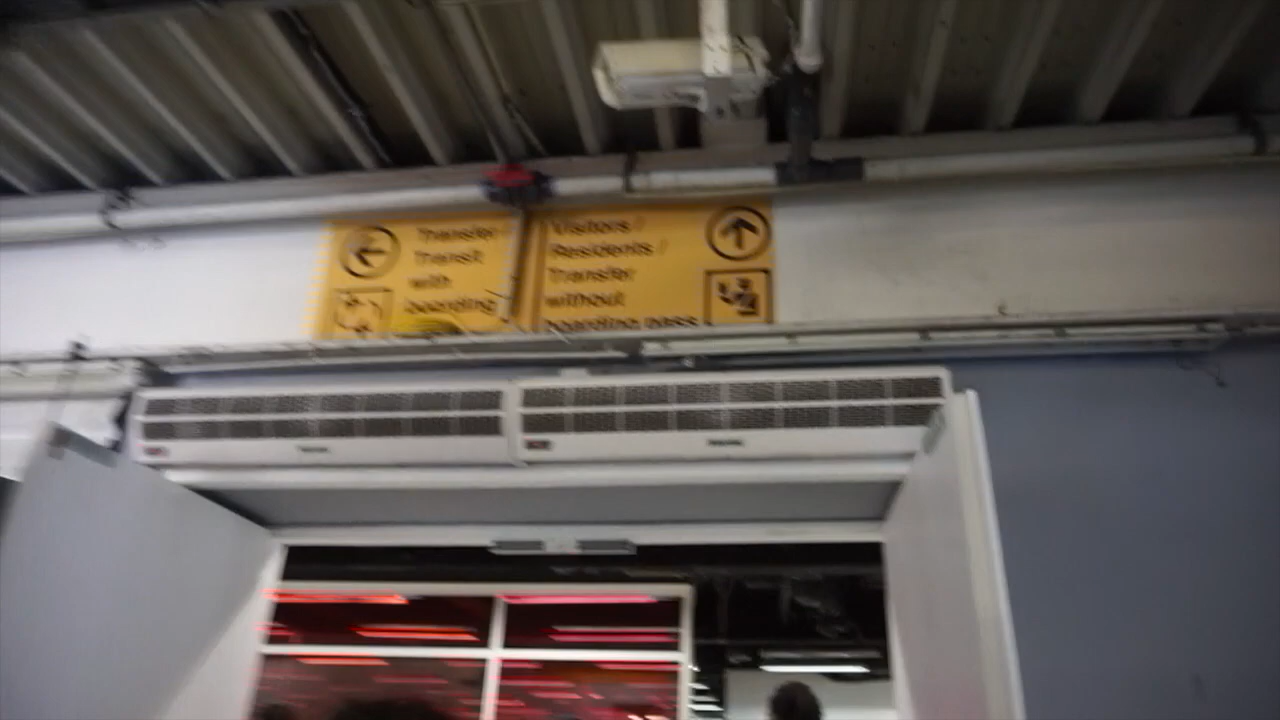 Transfer
Transit
with
boarding
Visitors /
Residents /
Transfer
without
boarding pass